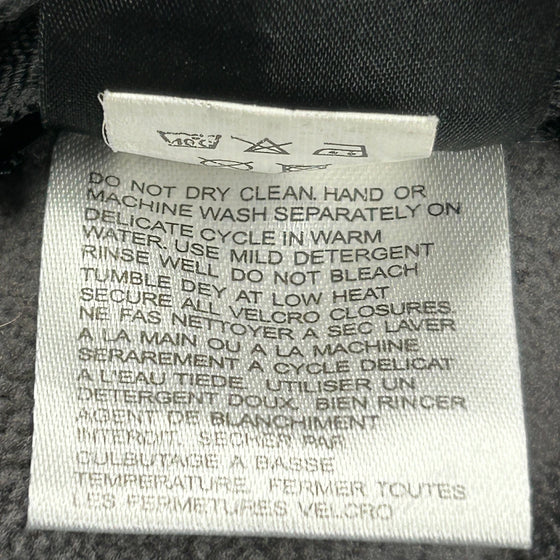 40C
DO NOT DRY CLEAN. HAND OR
MACHINE WASH SEPARATELY ON
DELICATE CYCLE IN WARM
WATER. USE MILD DETERGENT
RINSE WELL DO NOT BLEACH
TUMBLE DEY AT LOW HEAT
SECURE ALL VELCRO CLOSURES.
NE FAS NETTOYER A SEC LAVER
A LA MAIN OU A LA MACHINE
SERAREMENT A CYCLE DELICAT
A L'EAU TIEDE. UTILISER UN
DETERGENT DOUX. BIEN RINCER
AGENT DE BLANCHIMENT
INTERDIT. SECHER PAR
CULBUTAGE A BASSE
TEMPERATURE. FERMER TOUTES
LES FERMETURES VELCRO